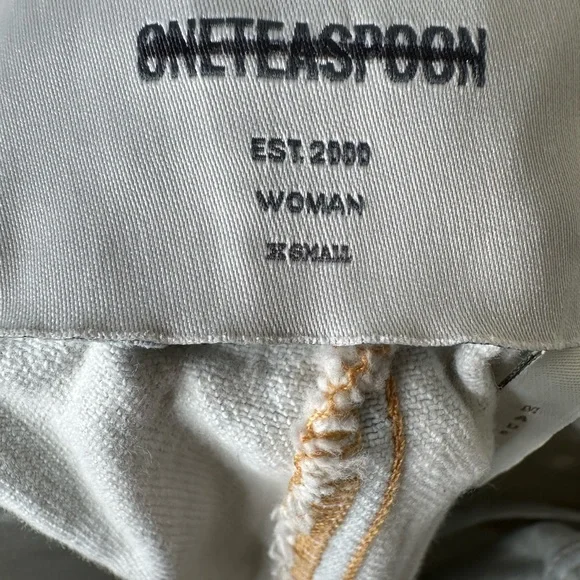 ONETEASPOON
EST. 2000
WOMAN
X SMALL